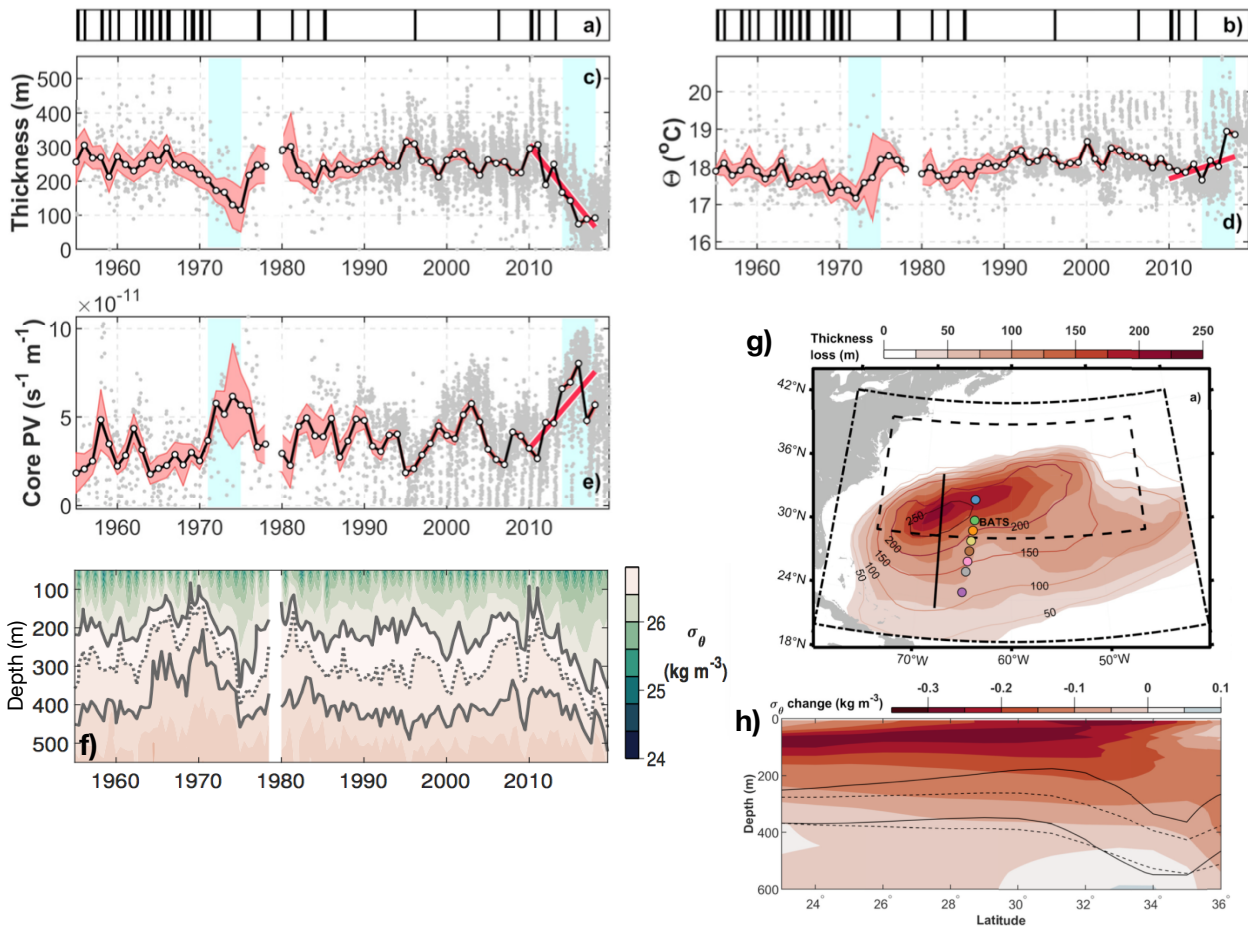 a)
b)
c)
Thickness (m)
500
400
300
200
100
0
1960
1970
1980
1990
2000
2010
d)
Θ (°C)
20
19
18
17
16
1960
1970
1980
1990
2000
2010
× 10⁻¹¹
Core PV (s⁻¹ m⁻¹)
10
5
0
e)
1960
1970
1980
1990
2000
2010
g)
Thickness
loss (m)
0
50
100
150
200
250
a)
42°N
36°N
30°N
24°N
18°N
70°W
60°W
50°W
BATS
250
200
200
150
150
100
100
50
50
f)
Depth (m)
100
200
300
400
500
1960
1970
1980
1990
2000
2010
26
25
24
σθ
(kg m⁻³)
h)
σθ change (kg m⁻³)
-0.3
-0.2
-0.1
0
0.1
Depth (m)
0
200
400
600
24°
26°
28°
30°
32°
34°
36°
Latitude